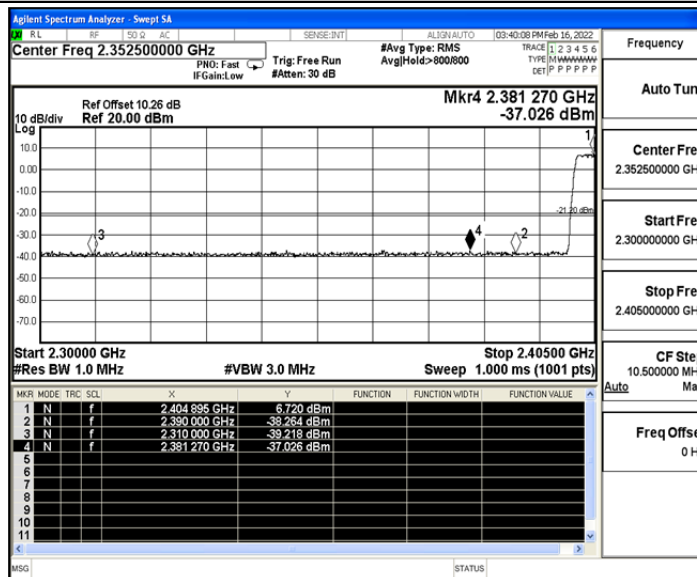 Agilent Spectrum Analyzer - Swept SA
RL RF 50 Ω AC SENSE:INT ALIGN AUTO 03:40:08 PM Feb 16, 2022
Center Freq 2.352500000 GHz
PNO: Fast
IFGain:Low
Trig: Free Run
#Atten: 30 dB
#Avg Type: RMS
Avg|Hold:>800/800
TRACE 1 2 3 4 5 6
TYPE M
DET P P P P P P
Ref Offset 10.26 dB
Ref 20.00 dBm
10 dB/div
Log
Mkr4 2.381 270 GHz
-37.026 dBm
10.0
0.00
-10.0
-20.0
-30.0
-40.0
-50.0
-60.0
-70.0
1
-21.20 dBm
3
4
2
Start 2.30000 GHz
Stop 2.40500 GHz
#Res BW 1.0 MHz
#VBW 3.0 MHz
Sweep 1.000 ms (1001 pts)
MKR MODE TRC SCL X Y FUNCTION FUNCTION WIDTH FUNCTION VALUE
1 N f 2.404 895 GHz 6.720 dBm
2 N f 2.390 000 GHz -38.264 dBm
3 N f 2.310 000 GHz -39.218 dBm
4 N f 2.381 270 GHz -37.026 dBm
5
6
7
8
9
10
11
MSG
STATUS
Frequency
Auto Tun
Center Fre
2.352500000 GH
Start Fre
2.300000000 GH
Stop Fre
2.405000000 GH
CF Ste
10.500000 MH
Auto Ma
Freq Offse
0 H